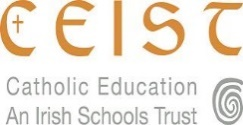 CEIST
Catholic Education
An Irish Schools Trust